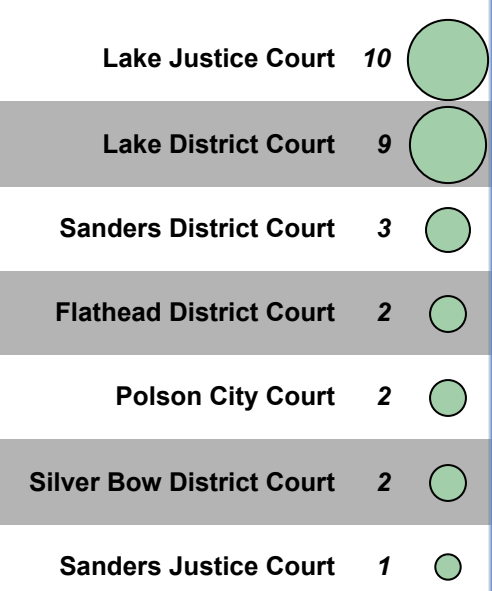 Lake Justice Court 10
Lake District Court 9
Sanders District Court 3
Flathead District Court 2
Polson City Court 2
Silver Bow District Court 2
Sanders Justice Court 1